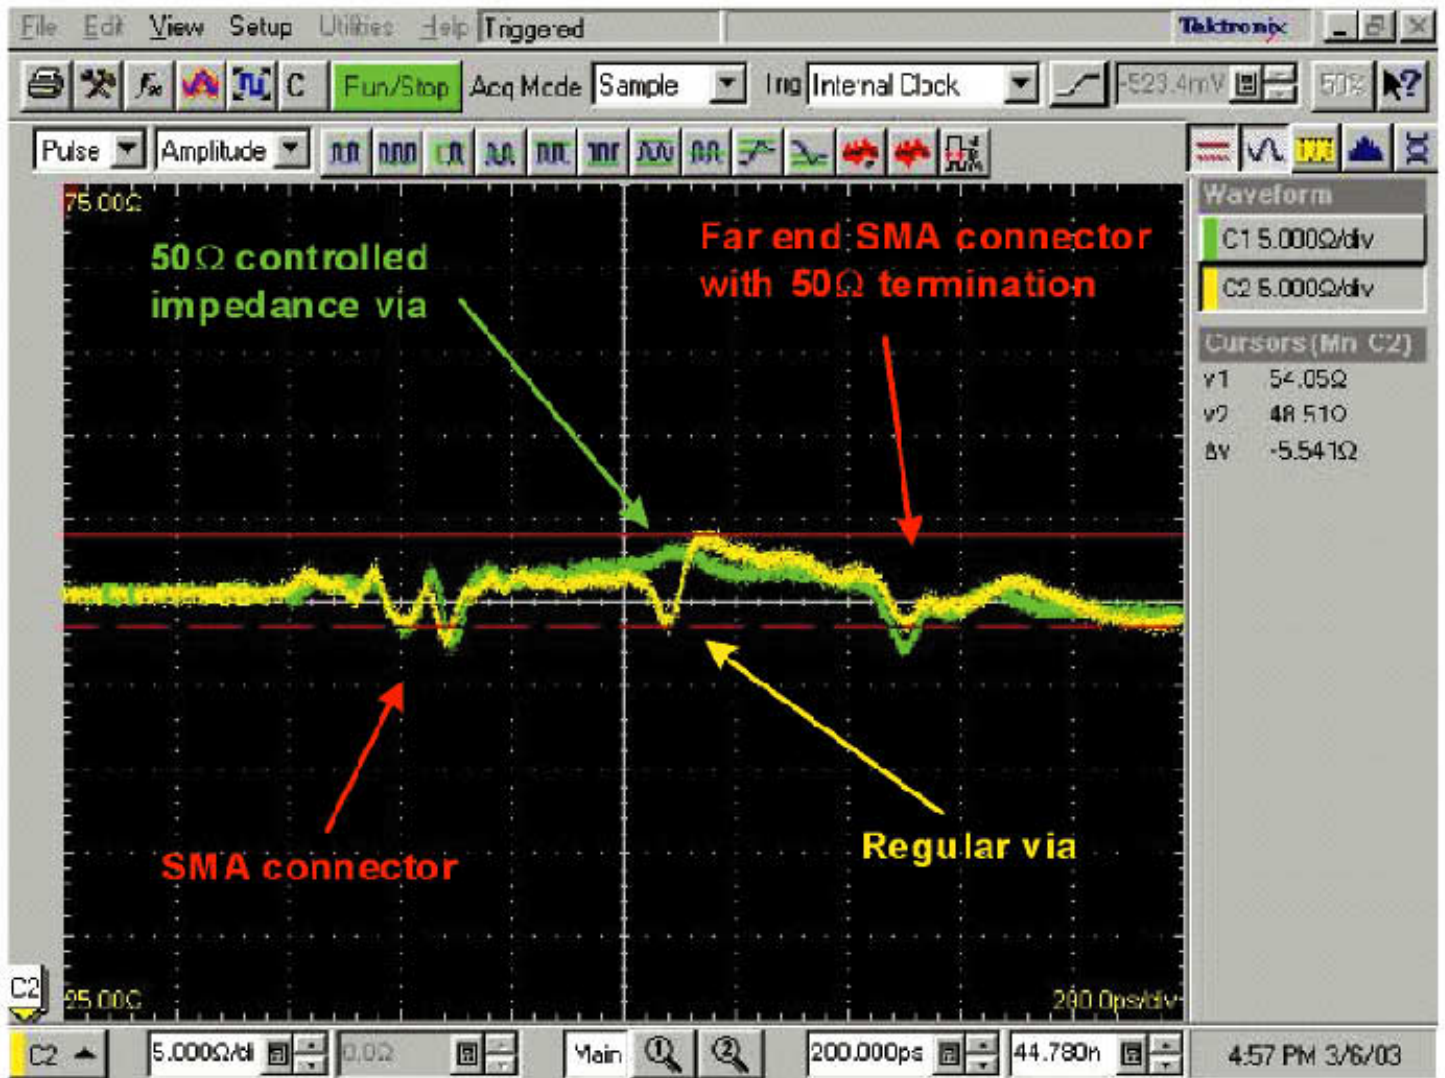 File Edit View Setup Utilities Help Triggered Tektronix
Run/Stop Acq Mode Sample Trig Internal Clock -523.4mV 50%
Pulse Amplitude
75.00Ω
50Ω controlled
impedance via
Far end SMA connector
with 50Ω termination
SMA connector
Regular via
25.00Ω
200.0ps/div
Waveform
C1 5.000Ω/div
C2 5.000Ω/div
Cursors (Mn C2)
v1 54.05Ω
v2 48.51Ω
Δv -5.541Ω
C2
C2 5.000Ω/di 0.0Ω Main 1 2 200.000ps 44.780n 4:57 PM 3/6/03